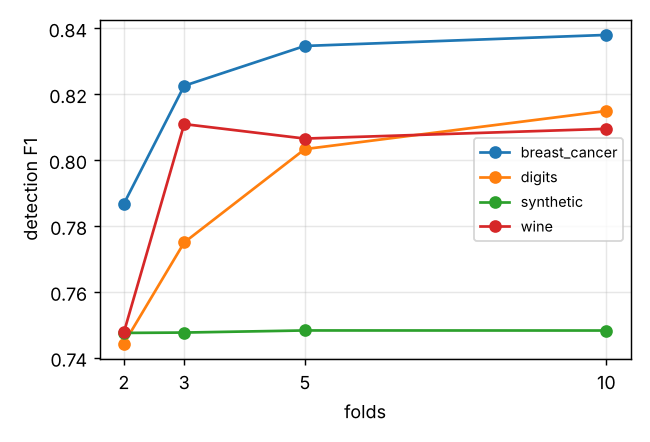 0.84
0.82
0.80
0.78
0.76
0.74
detection F1
breast_cancer
digits
synthetic
wine
2 3 5 10
folds